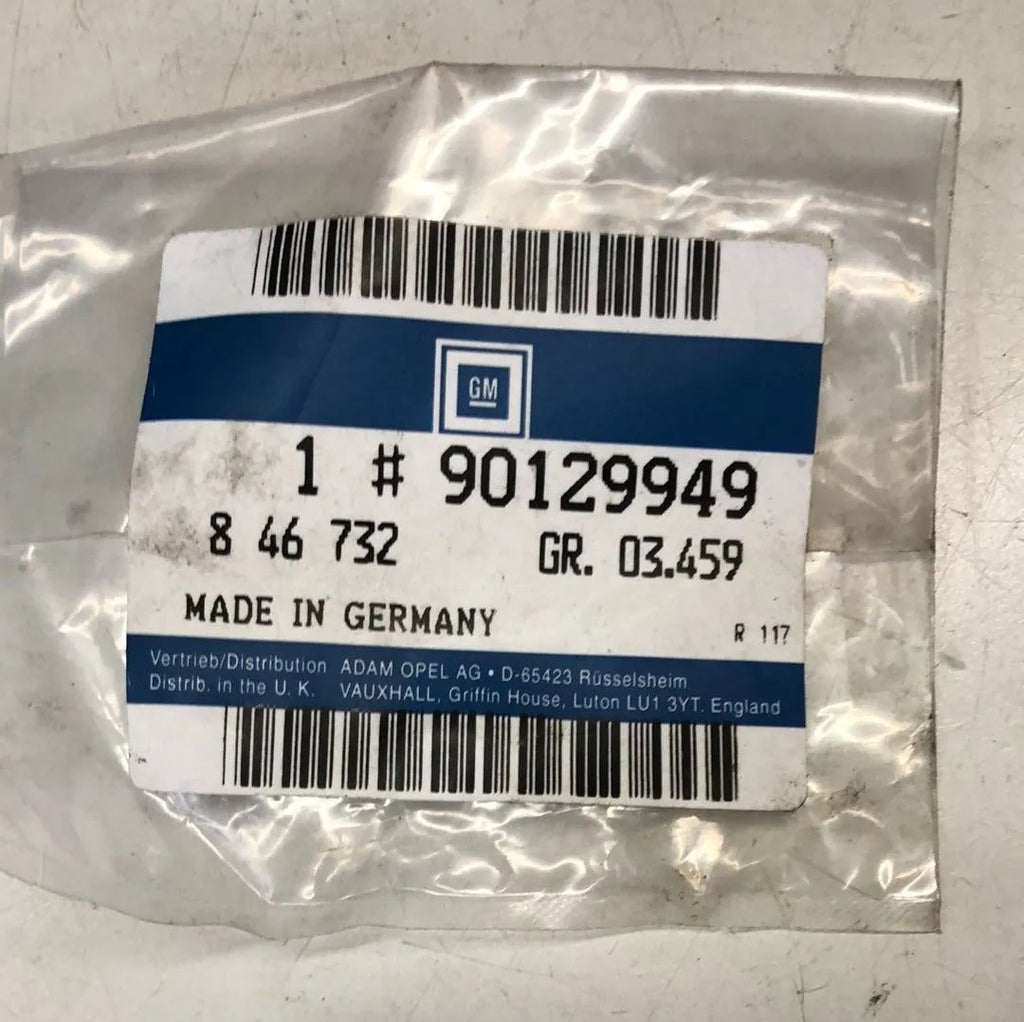 GM
1 # 90129949
8 46 732 GR. 03.459
MADE IN GERMANY R 117
Vertrieb/Distribution ADAM OPEL AG • D-65423 Rüsselsheim
Distrib. in the U. K. VAUXHALL, Griffin House, Luton LU1 3YT. England